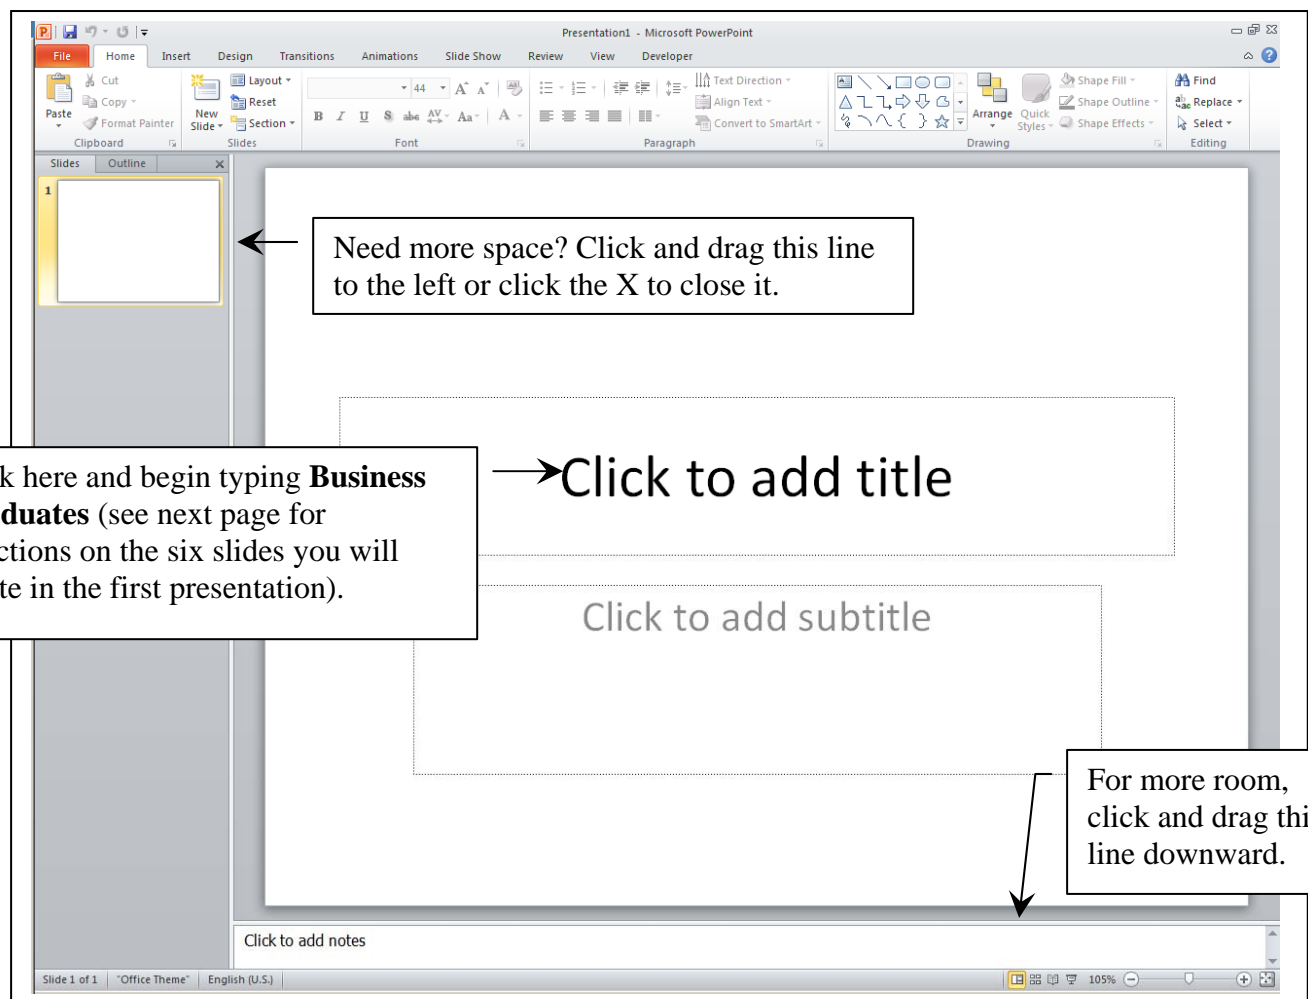 Presentation1 - Microsoft PowerPoint
File Home Insert Design Transitions Animations Slide Show Review View Developer
Paste
Cut
Copy
Format Painter
Clipboard
New
Slide
Layout
Reset
Section
Slides
44
B I U S abc AV Aa A
Font
Text Direction
Align Text
Convert to SmartArt
Paragraph
Arrange
Quick
Styles
Shape Fill
Shape Outline
Shape Effects
Drawing
Find
Replace
Select
Editing
Slides Outline
1
Need more space? Click and drag this line
to the left or click the X to close it.
k here and begin typing Business
duates (see next page for
ctions on the six slides you will
te in the first presentation).
Click to add title
Click to add subtitle
For more room,
click and drag thi
line downward.
Click to add notes
Slide 1 of 1 "Office Theme" English (U.S.) 105%